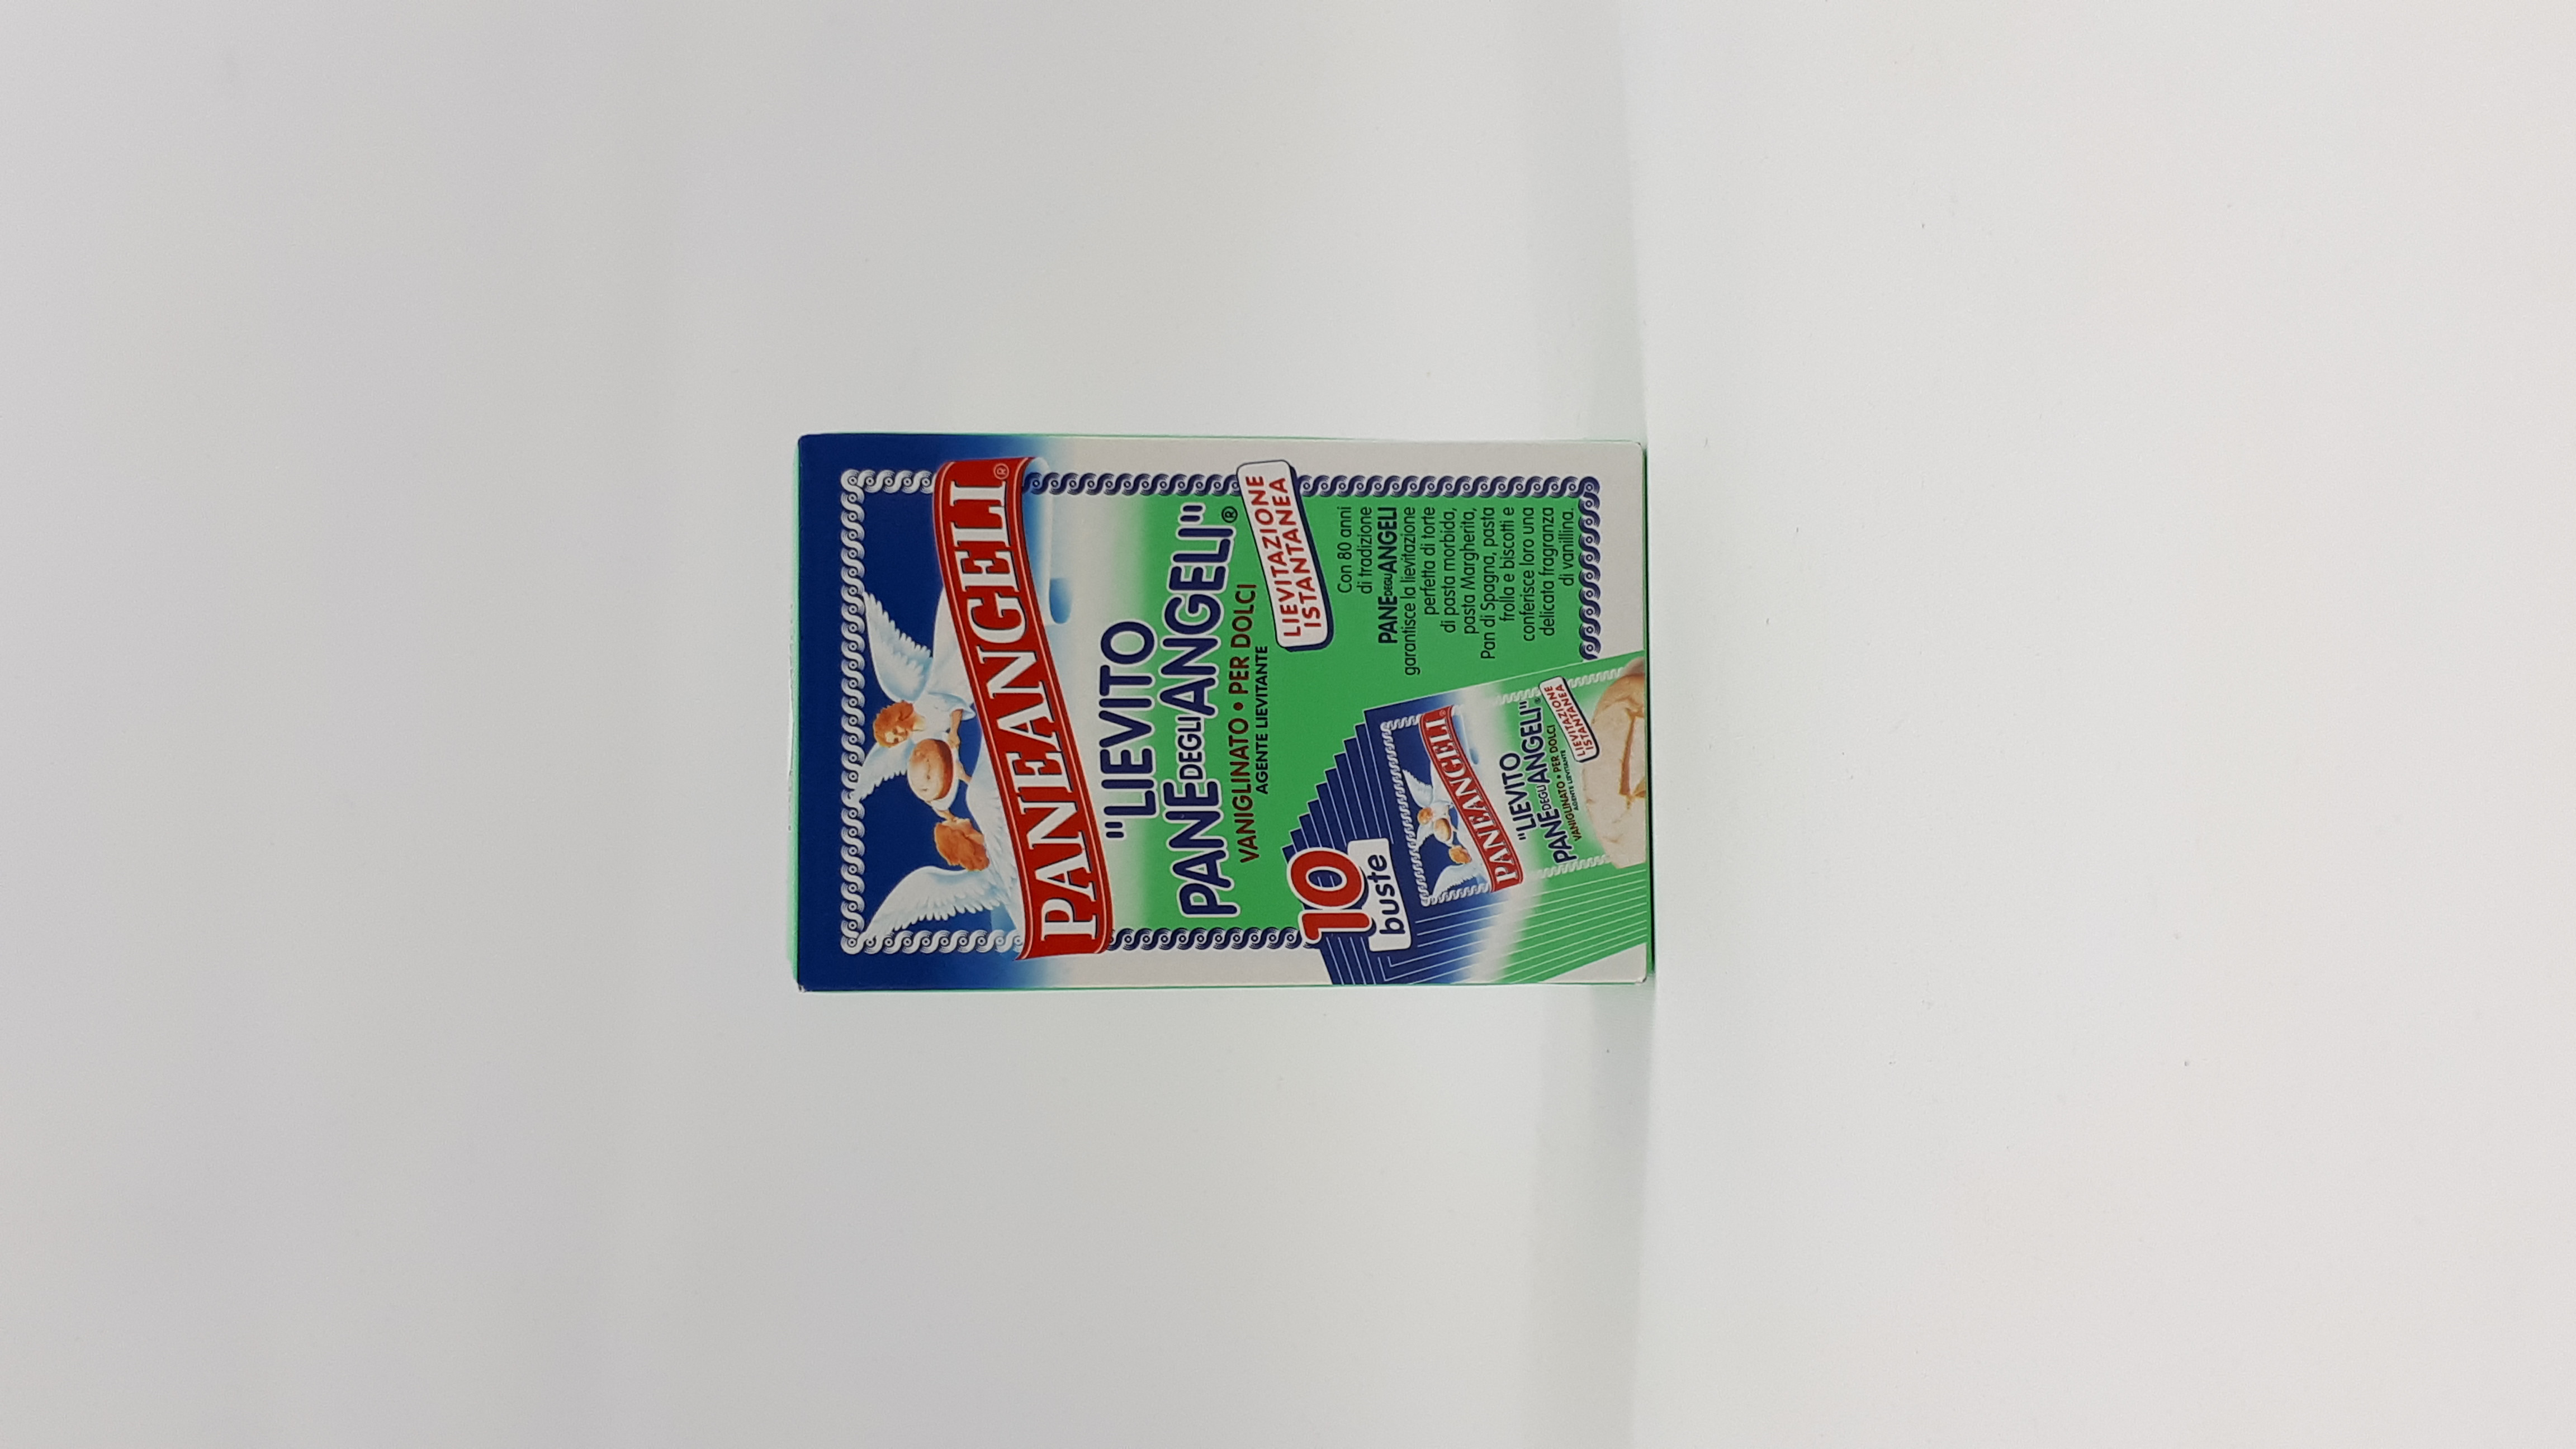 PANEANGELI®
"LIEVITO
PANE DEGLI ANGELI"®
VANIGLINATO • PER DOLCI
AGENTE LIEVITANTE
LIEVITAZIONE
ISTANTANEA
10
buste
Con 80 anni
di tradizione
PANE DEGLI ANGELI
garantisce la lievitazione
perfetta di torte
di pasta morbida,
pasta Margherita,
Pan di Spagna, pasta
frolla e biscotti e
conferisce loro una
delicata fragranza
di vanillina.
PANEANGELI
"LIEVITO
PANE DEGLI ANGELI"
VANIGLINATO • PER DOLCI
AGENTE LIEVITANTE
LIEVITAZIONE
ISTANTANEA